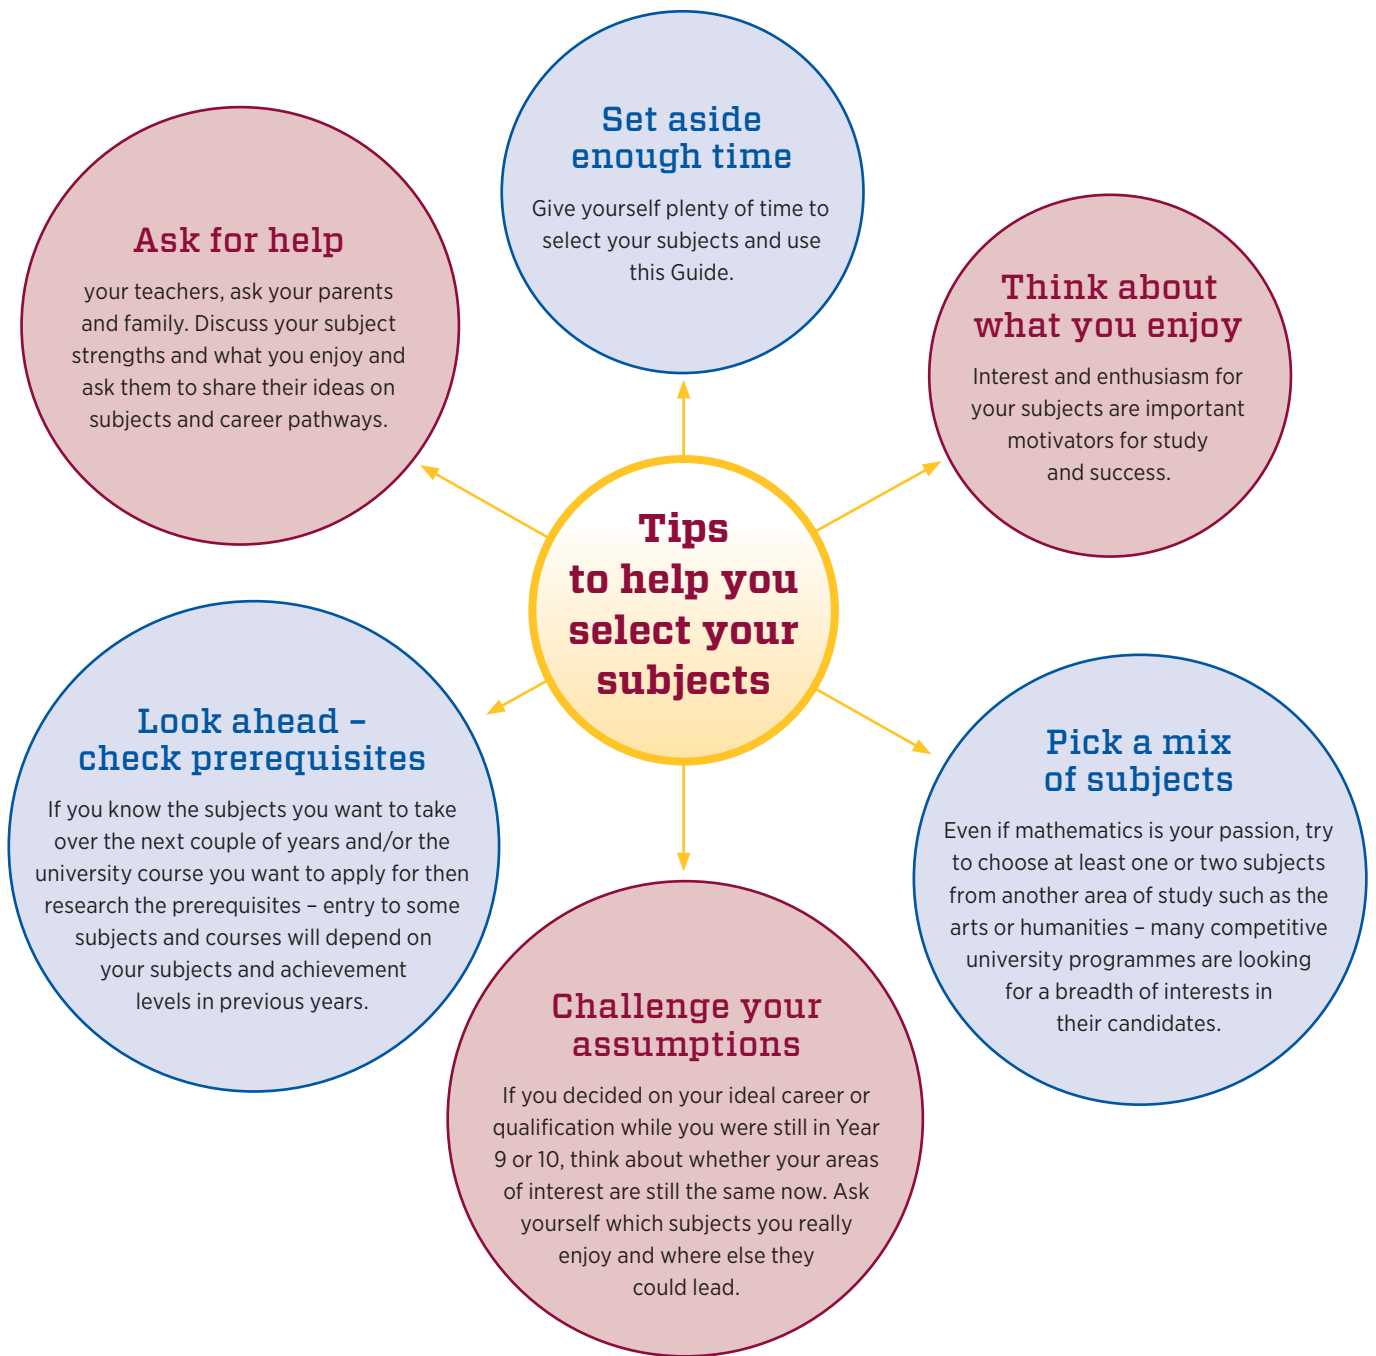 Set aside
enough time
Give yourself plenty of time to
select your subjects and use
this Guide.
Ask for help
your teachers, ask your parents
and family. Discuss your subject
strengths and what you enjoy and
ask them to share their ideas on
subjects and career pathways.
Think about
what you enjoy
Interest and enthusiasm for
your subjects are important
motivators for study
and success.
Tips
to help you
select your
subjects
Look ahead –
check prerequisites
If you know the subjects you want to take
over the next couple of years and/or the
university course you want to apply for then
research the prerequisites – entry to some
subjects and courses will depend on
your subjects and achievement
levels in previous years.
Pick a mix
of subjects
Even if mathematics is your passion, try
to choose at least one or two subjects
from another area of study such as the
arts or humanities – many competitive
university programmes are looking
for a breadth of interests in
their candidates.
Challenge your
assumptions
If you decided on your ideal career or
qualification while you were still in Year
9 or 10, think about whether your areas
of interest are still the same now. Ask
yourself which subjects you really
enjoy and where else they
could lead.